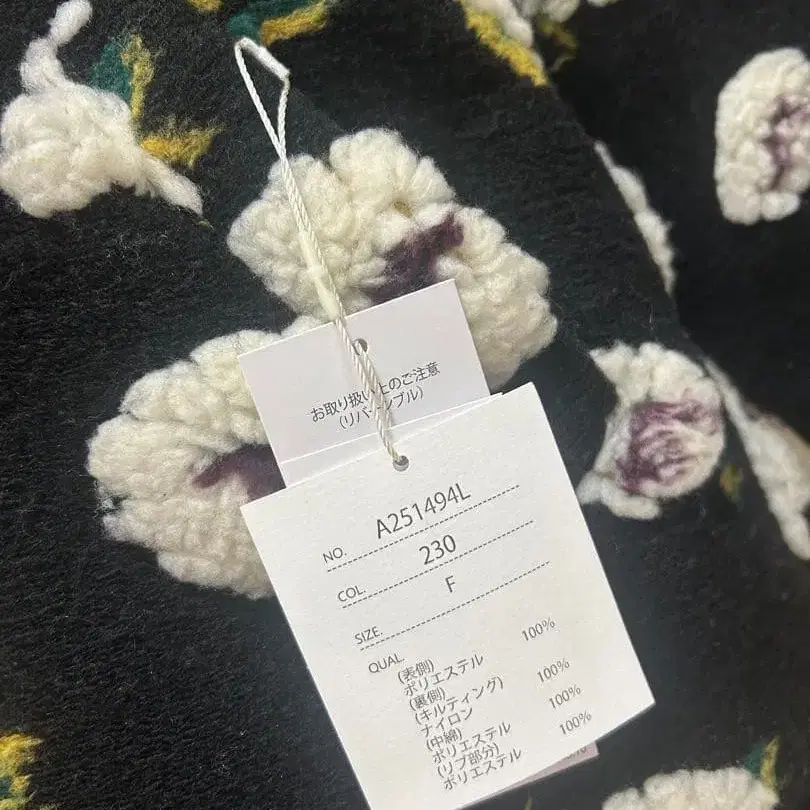 お取り扱い上のご注意
(リバーシブル)
NO. A251494L
COL. 230
SIZE. F
QUAL.
(表側)
ポリエステル 100%
(裏側)
(キルティング)
ナイロン 100%
(中綿)
ポリエステル 100%
(リブ部分)
ポリエステル 100%